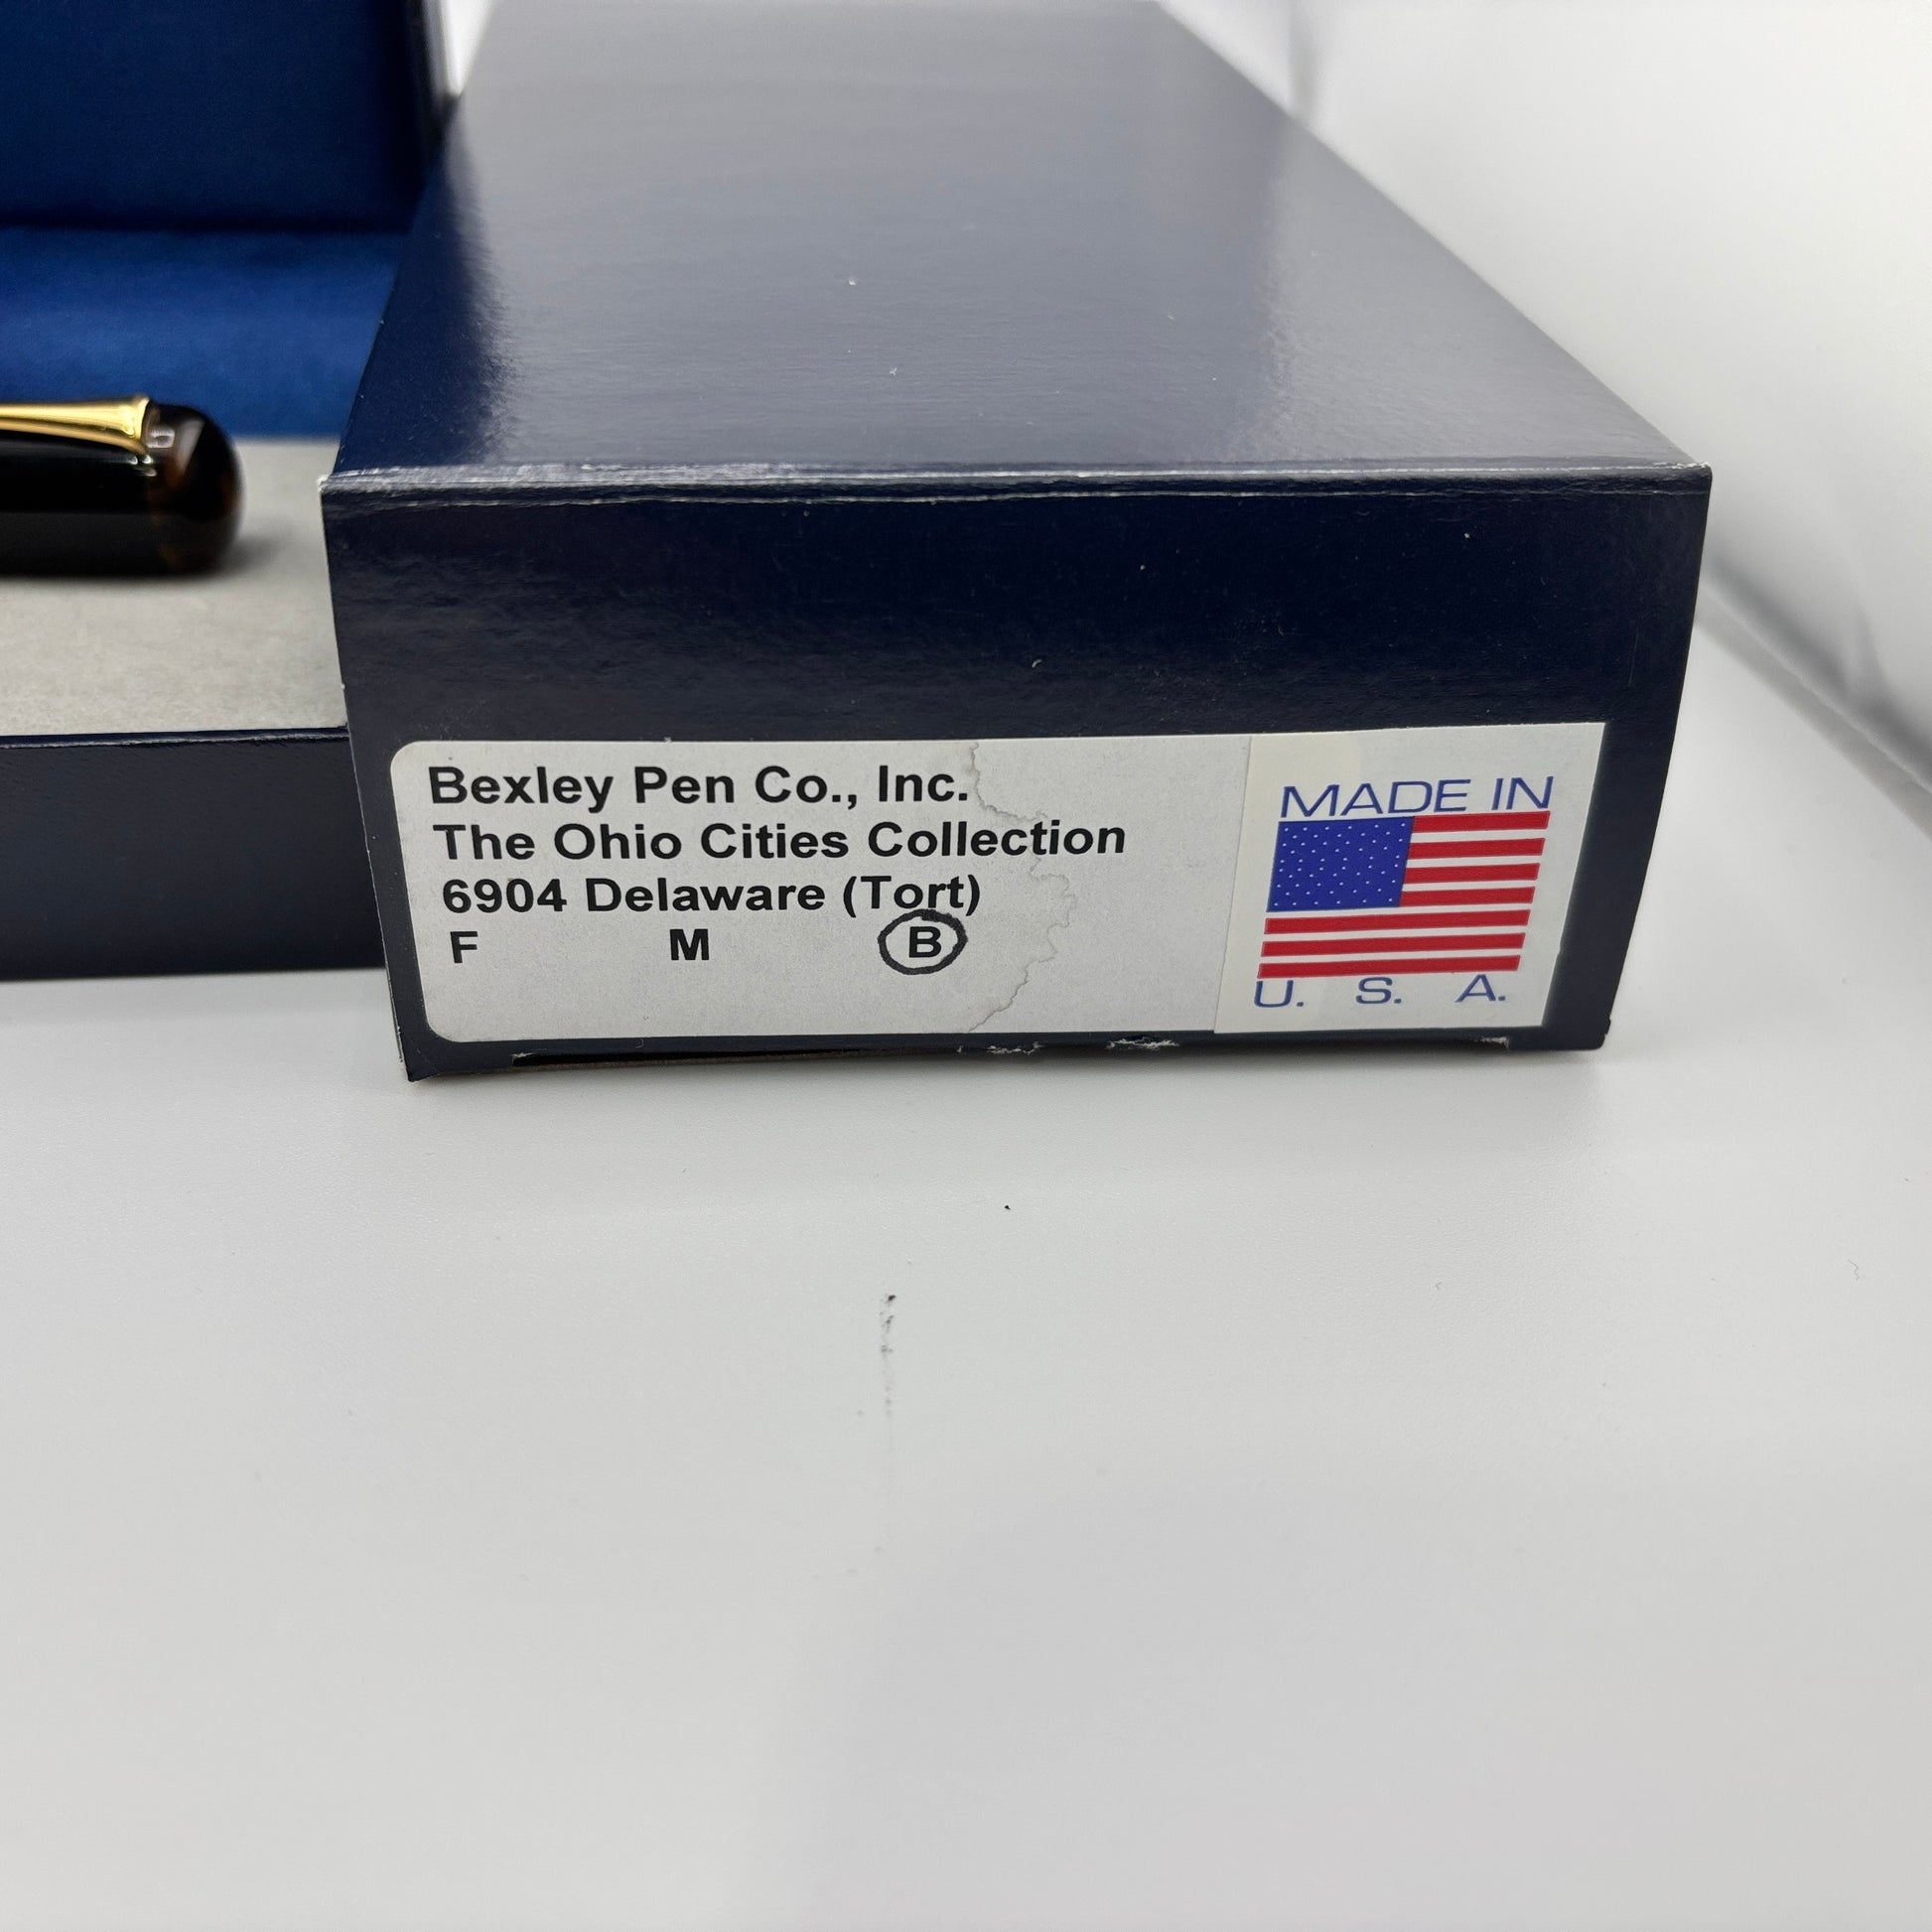 Bexley Pen Co., Inc.
The Ohio Cities Collection
6904 Delaware (Tort)
F M B
MADE IN
U. S. A.